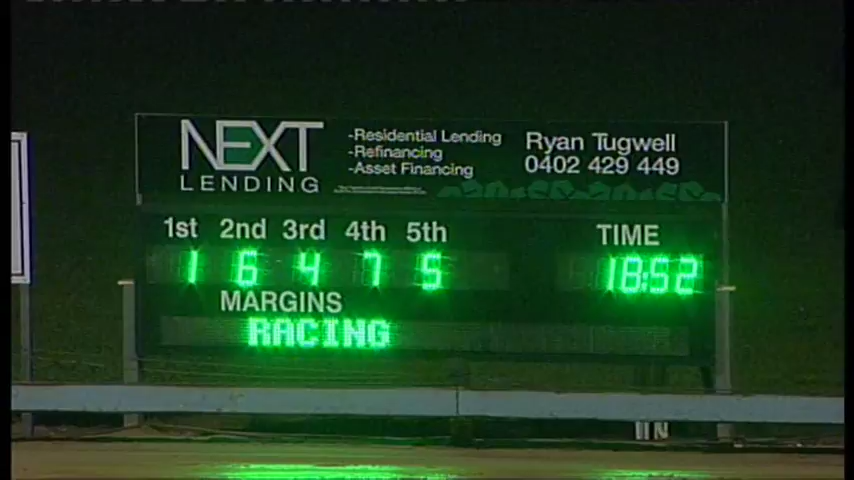 NEXT
LENDING
-Residential Lending
-Refinancing
-Asset Financing
Ryan Tugwell
0402 429 449
1st 2nd 3rd 4th 5th TIME
1 6 4 7 5 18:52
MARGINS
RACING